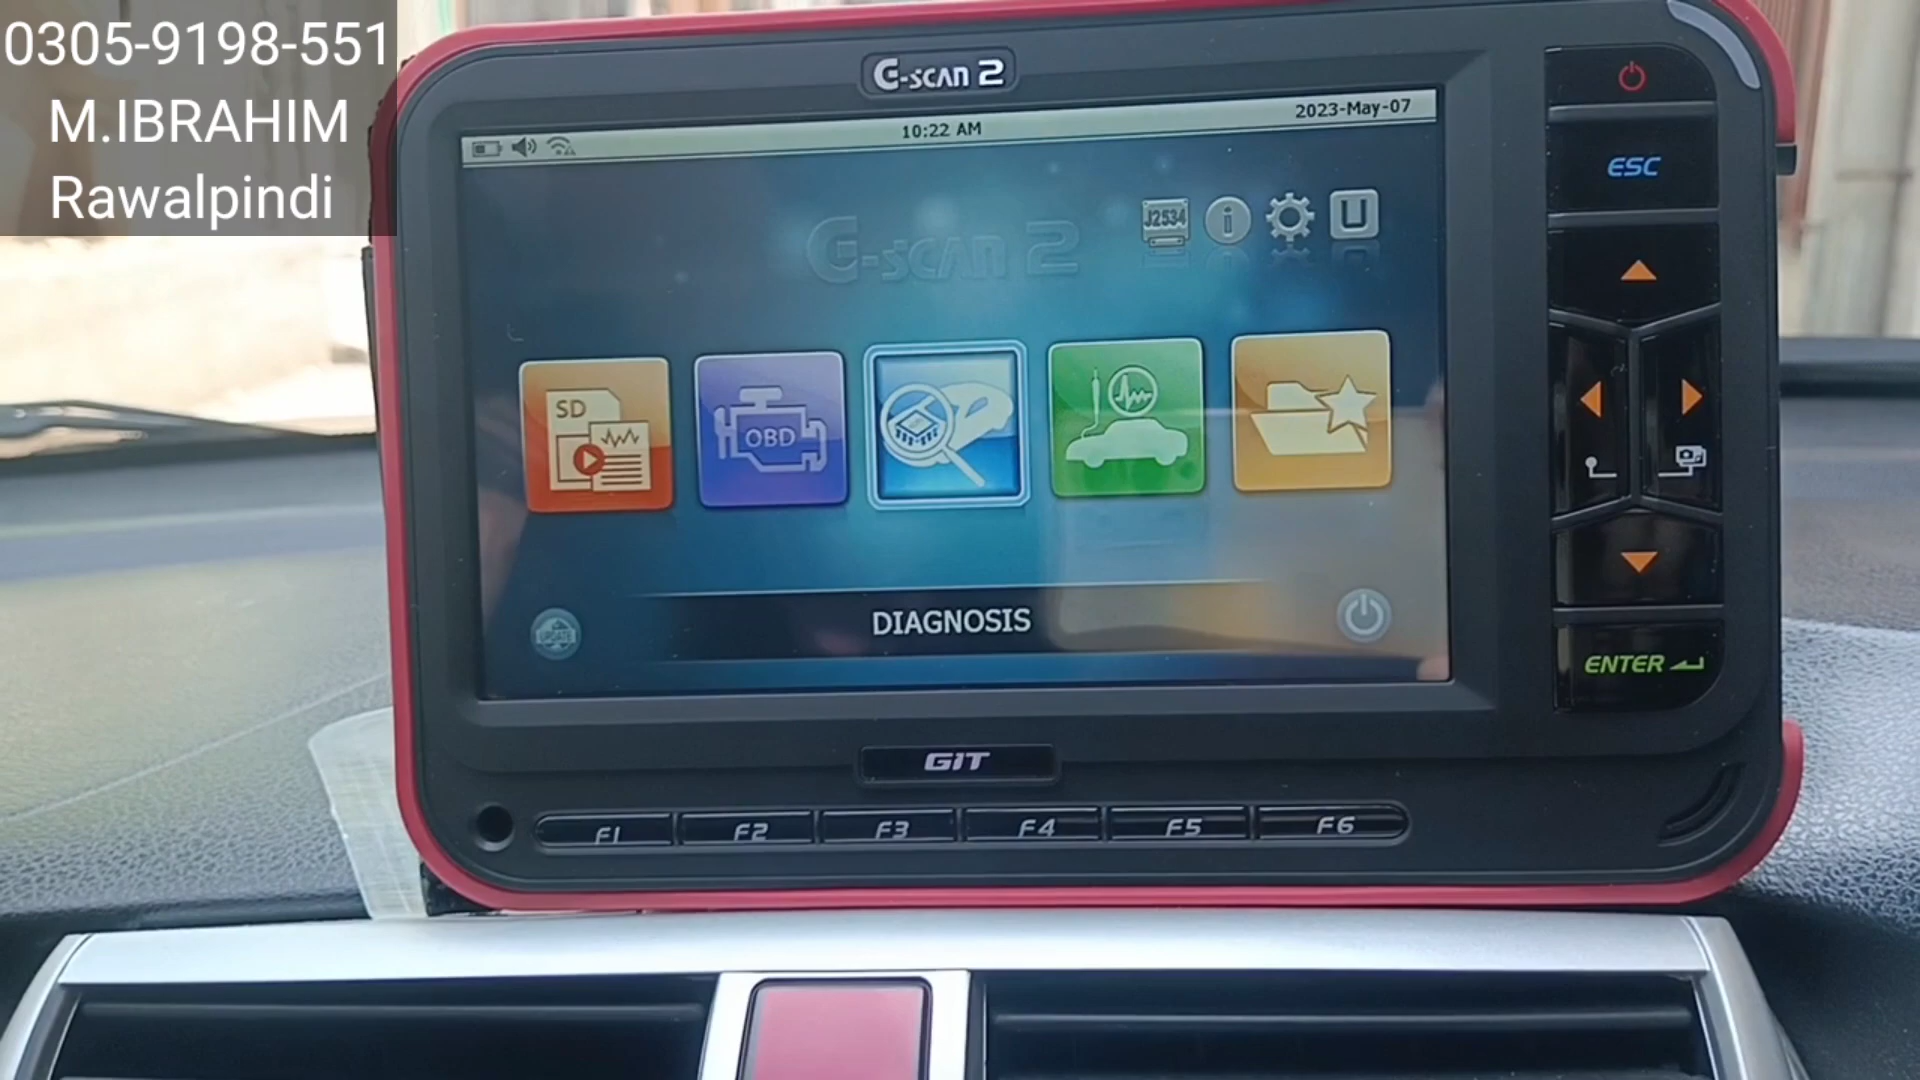 0305-9198-551
M.IBRAHIM
Rawalpindi
G-SCAN 2
10:22 AM
2023-May-07
G-SCAN 2
J2534
i
U
SD
OBD
DIAGNOSIS
UPDATE
ESC
ENTER
GIT
F1 F2 F3 F4 F5 F6